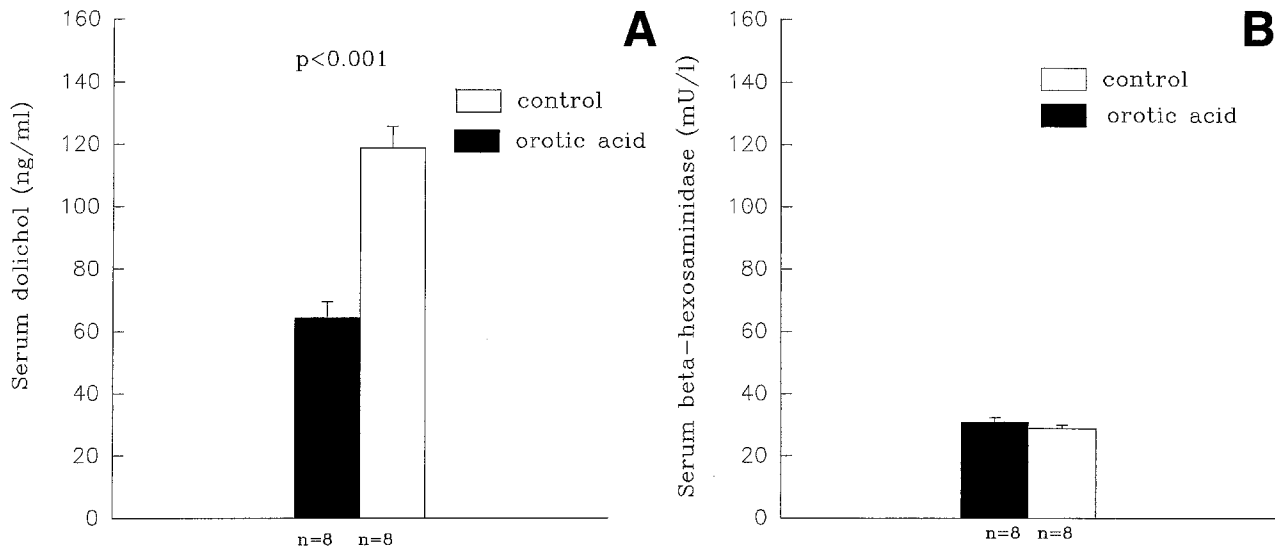 A
Serum dolichol (ng/ml)
160
140
120
100
80
60
40
20
0
p<0.001
control
orotic acid
n=8 n=8
B
Serum beta-hexosaminidase (mU/l)
160
140
120
100
80
60
40
20
0
control
orotic acid
n=8 n=8